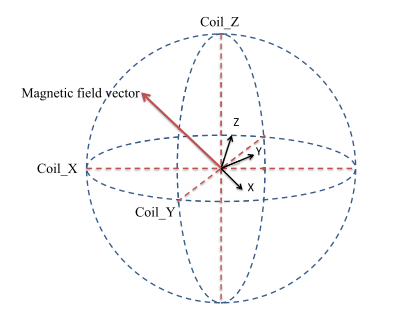 Coil_Z
Magnetic field vector
Z
Y
Coil_X
X
Coil_Y